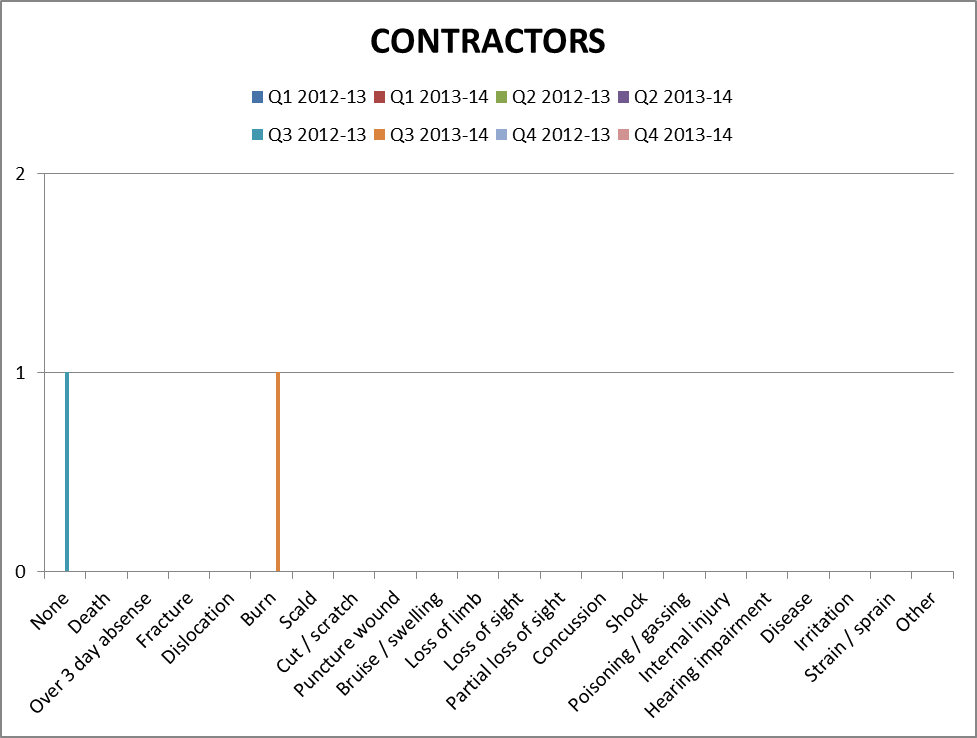 CONTRACTORS
Q1 2012-13 Q1 2013-14 Q2 2012-13 Q2 2013-14
Q3 2012-13 Q3 2013-14 Q4 2012-13 Q4 2013-14
2
1
0
None
Death
Over 3 day absense
Fracture
Dislocation
Burn
Scald
Cut / scratch
Puncture wound
Bruise / swelling
Loss of limb
Loss of sight
Partial loss of sight
Concussion
Shock
Poisoning / gassing
Internal injury
Hearing impairment
Disease
Irritation
Strain / sprain
Other